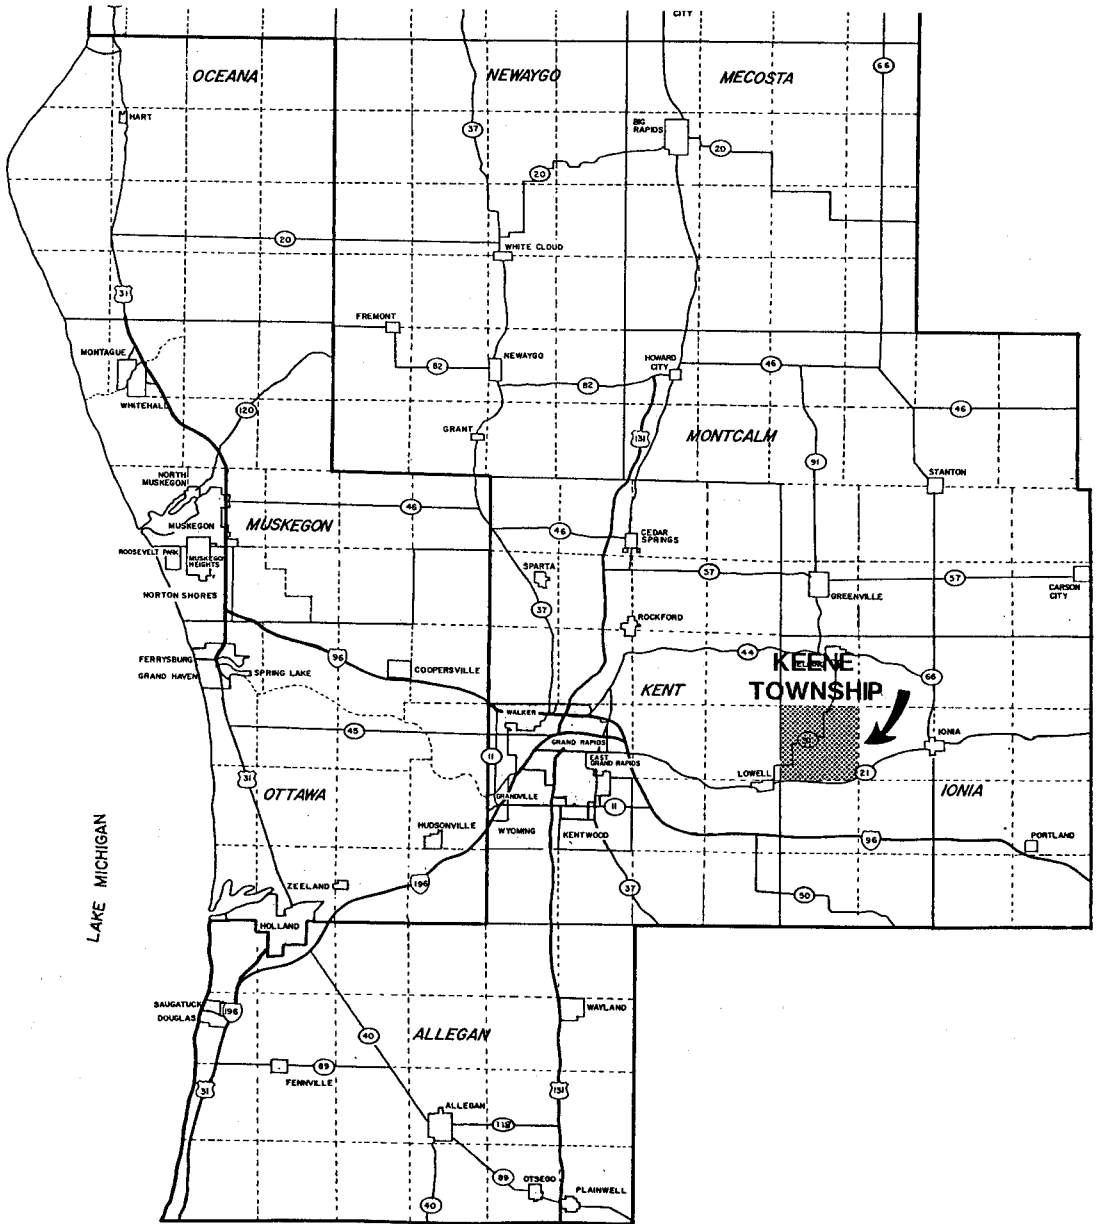 CITY
66
OCEANA
NEWAYGO
MECOSTA
HART
37
BIG
RAPIDS
20
20
20
WHITE CLOUD
31
FREMONT
MONTAGUE
NEWAYGO
HOWARD
CITY
82
46
82
WHITEHALL
120
46
GRANT
131
MONTCALM
91
NORTH
MUSKEGON
STANTON
46
MUSKEGON
MUSKEGON
46
CEDAR
SPRINGS
ROOSEVELT PARK
MUSKEGON
HEIGHTS
SPARTA
57
57
CARSON
CITY
NORTON SHORES
GREENVILLE
37
ROCKFORD
FERRYSBURG
96
COOPERSVILLE
44
KEENE
TOWNSHIP
66
GRAND HAVEN
SPRING LAKE
KENT
WALKER
45
GRAND RAPIDS
IONIA
11
EAST
GRAND RAPIDS
LOWELL
21
31
OTTAWA
IONIA
GRANDVILLE
11
HUDSONVILLE
WYOMING
KENTWOOD
96
PORTLAND
LAKE MICHIGAN
ZEELAND
196
37
50
HOLLAND
SAUGATUCK
DOUGLAS
196
WAYLAND
40
ALLEGAN
89
FENNVILLE
31
131
ALLEGAN
118
89
OTSEGO
PLAINWELL
40